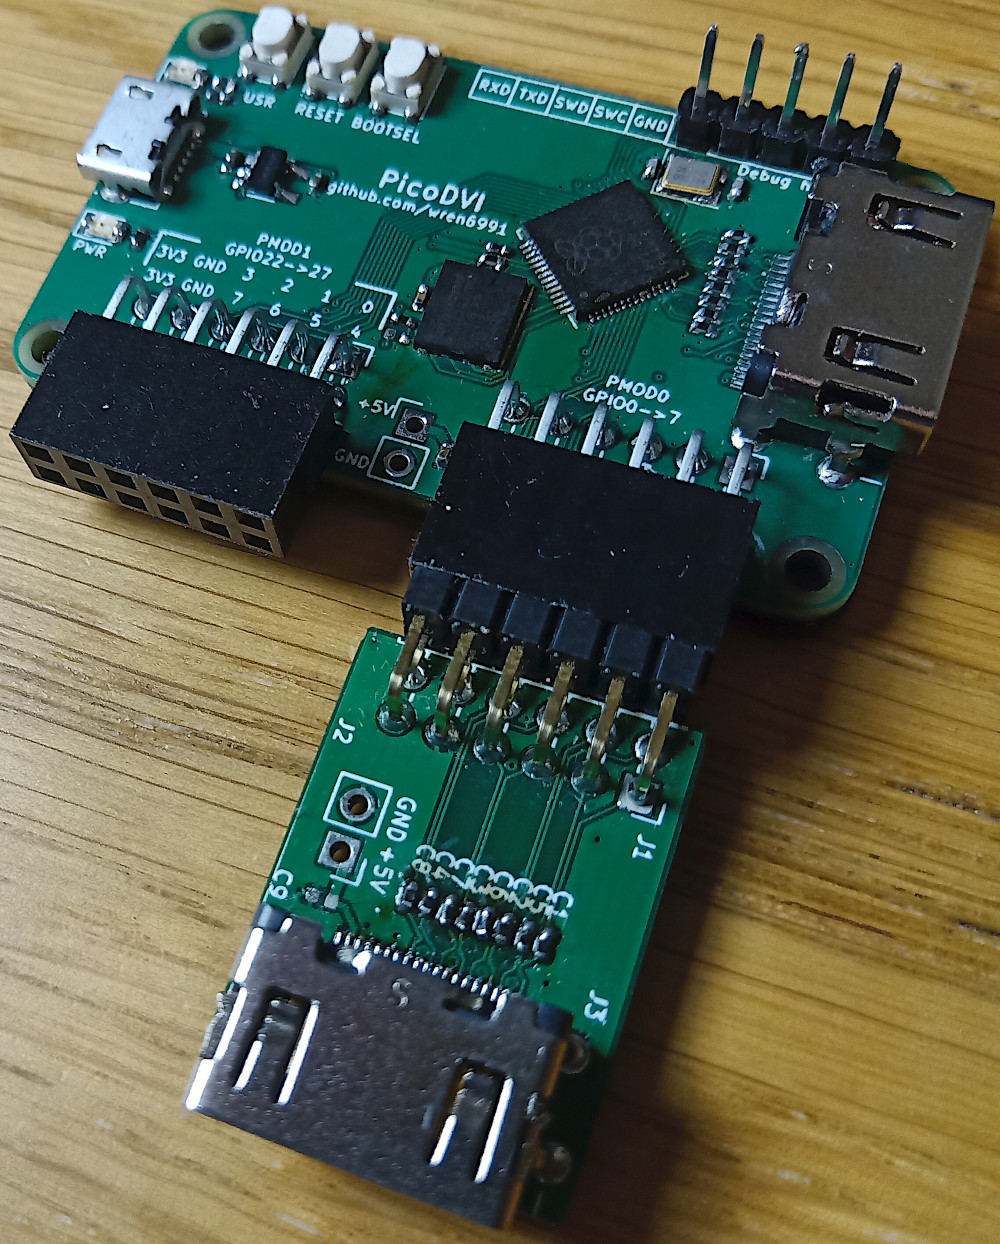 USR
RESET
BOOTSEL
RXD TXD SWD SWC GND
Debug
PicoDVI
github.com/wren6991
PWR
PMOD1
GPIO22->27
3V3 GND 3 2 1 0
3V3 GND 7 6 5 4
+5V
GND
PMOD0
GPIO0->7
J2
J1
GND +5V
C9
J3